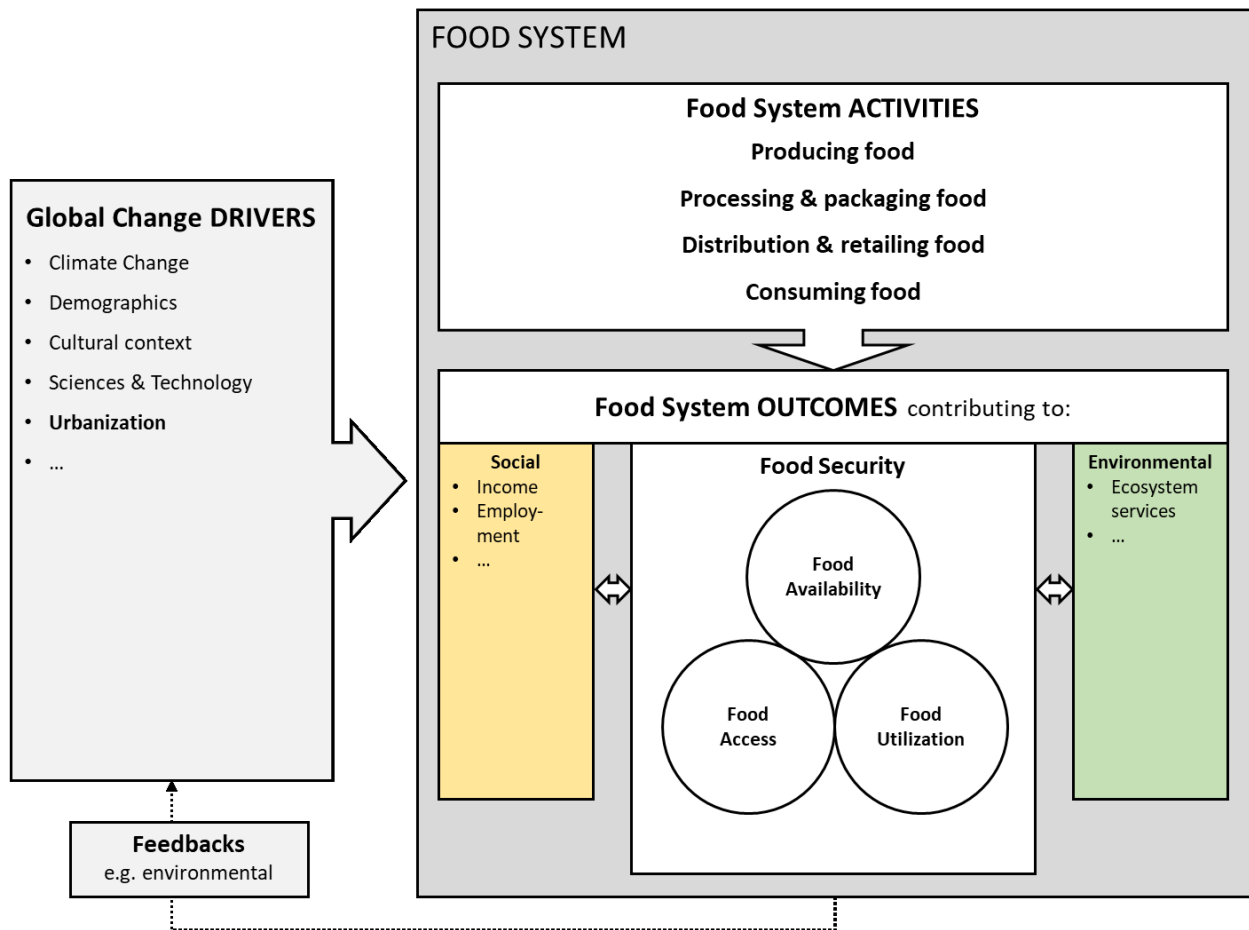 FOOD SYSTEM
Food System ACTIVITIES
Producing food
Processing & packaging food
Distribution & retailing food
Consuming food
Global Change DRIVERS
• Climate Change
• Demographics
• Cultural context
• Sciences & Technology
• Urbanization
• ...
Food System OUTCOMES contributing to:
Social
• Income
• Employ-
ment
• ...
Food Security
Food
Availability
Food
Access
Food
Utilization
Environmental
• Ecosystem
services
• ...
Feedbacks
e.g. environmental